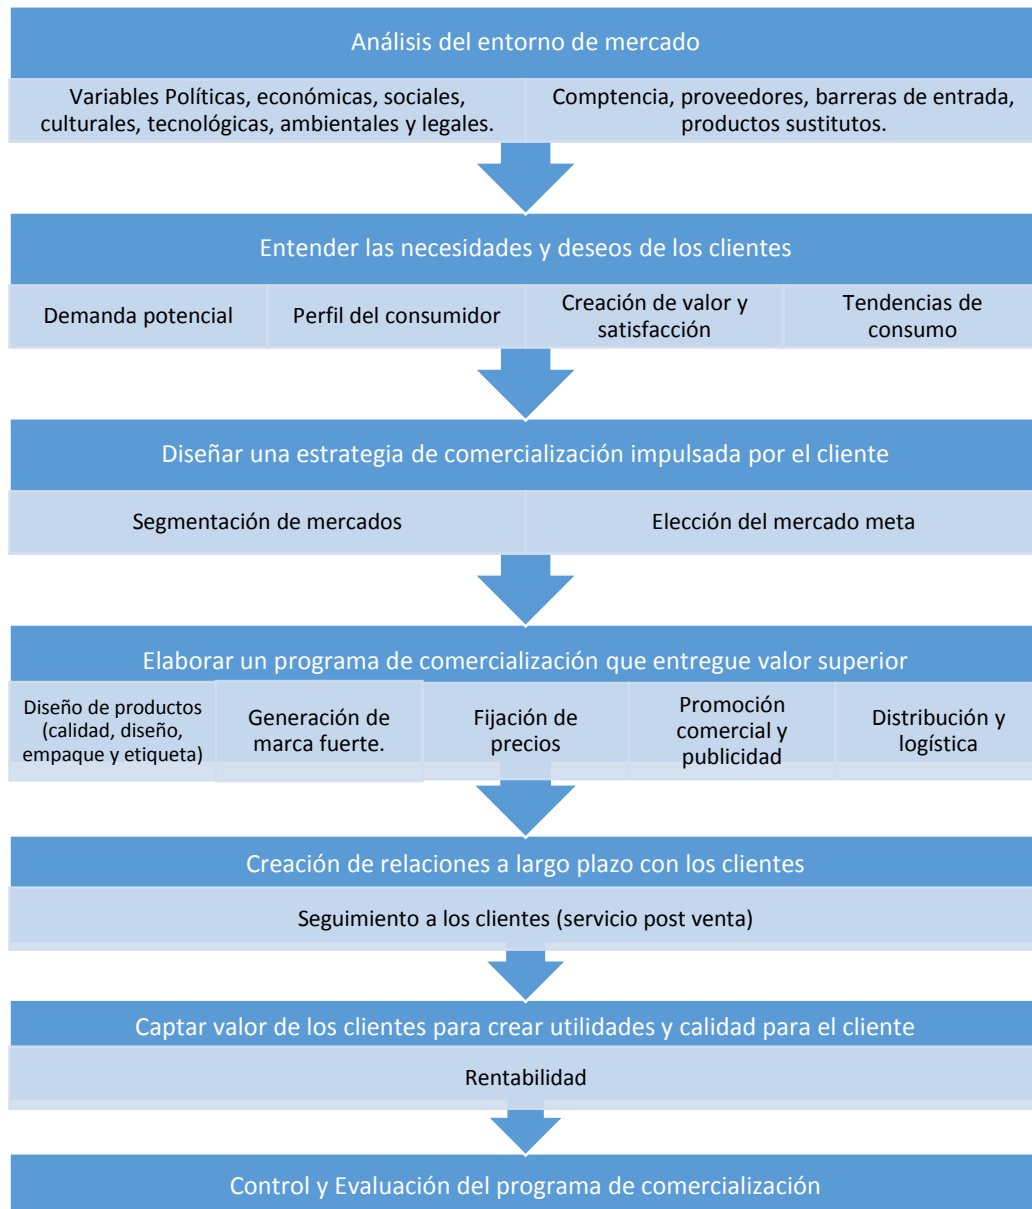 Análisis del entorno de mercado
Variables Políticas, económicas, sociales,
culturales, tecnológicas, ambientales y legales.
Comptencia, proveedores, barreras de entrada,
productos sustitutos.
Entender las necesidades y deseos de los clientes
Demanda potencial
Perfil del consumidor
Creación de valor y
satisfacción
Tendencias de
consumo
Diseñar una estrategia de comercialización impulsada por el cliente
Segmentación de mercados
Elección del mercado meta
Elaborar un programa de comercialización que entregue valor superior
Diseño de productos
(calidad, diseño,
empaque y etiqueta)
Generación de
marca fuerte.
Fijación de
precios
Promoción
comercial y
publicidad
Distribución y
logística
Creación de relaciones a largo plazo con los clientes
Seguimiento a los clientes (servicio post venta)
Captar valor de los clientes para crear utilidades y calidad para el cliente
Rentabilidad
Control y Evaluación del programa de comercialización